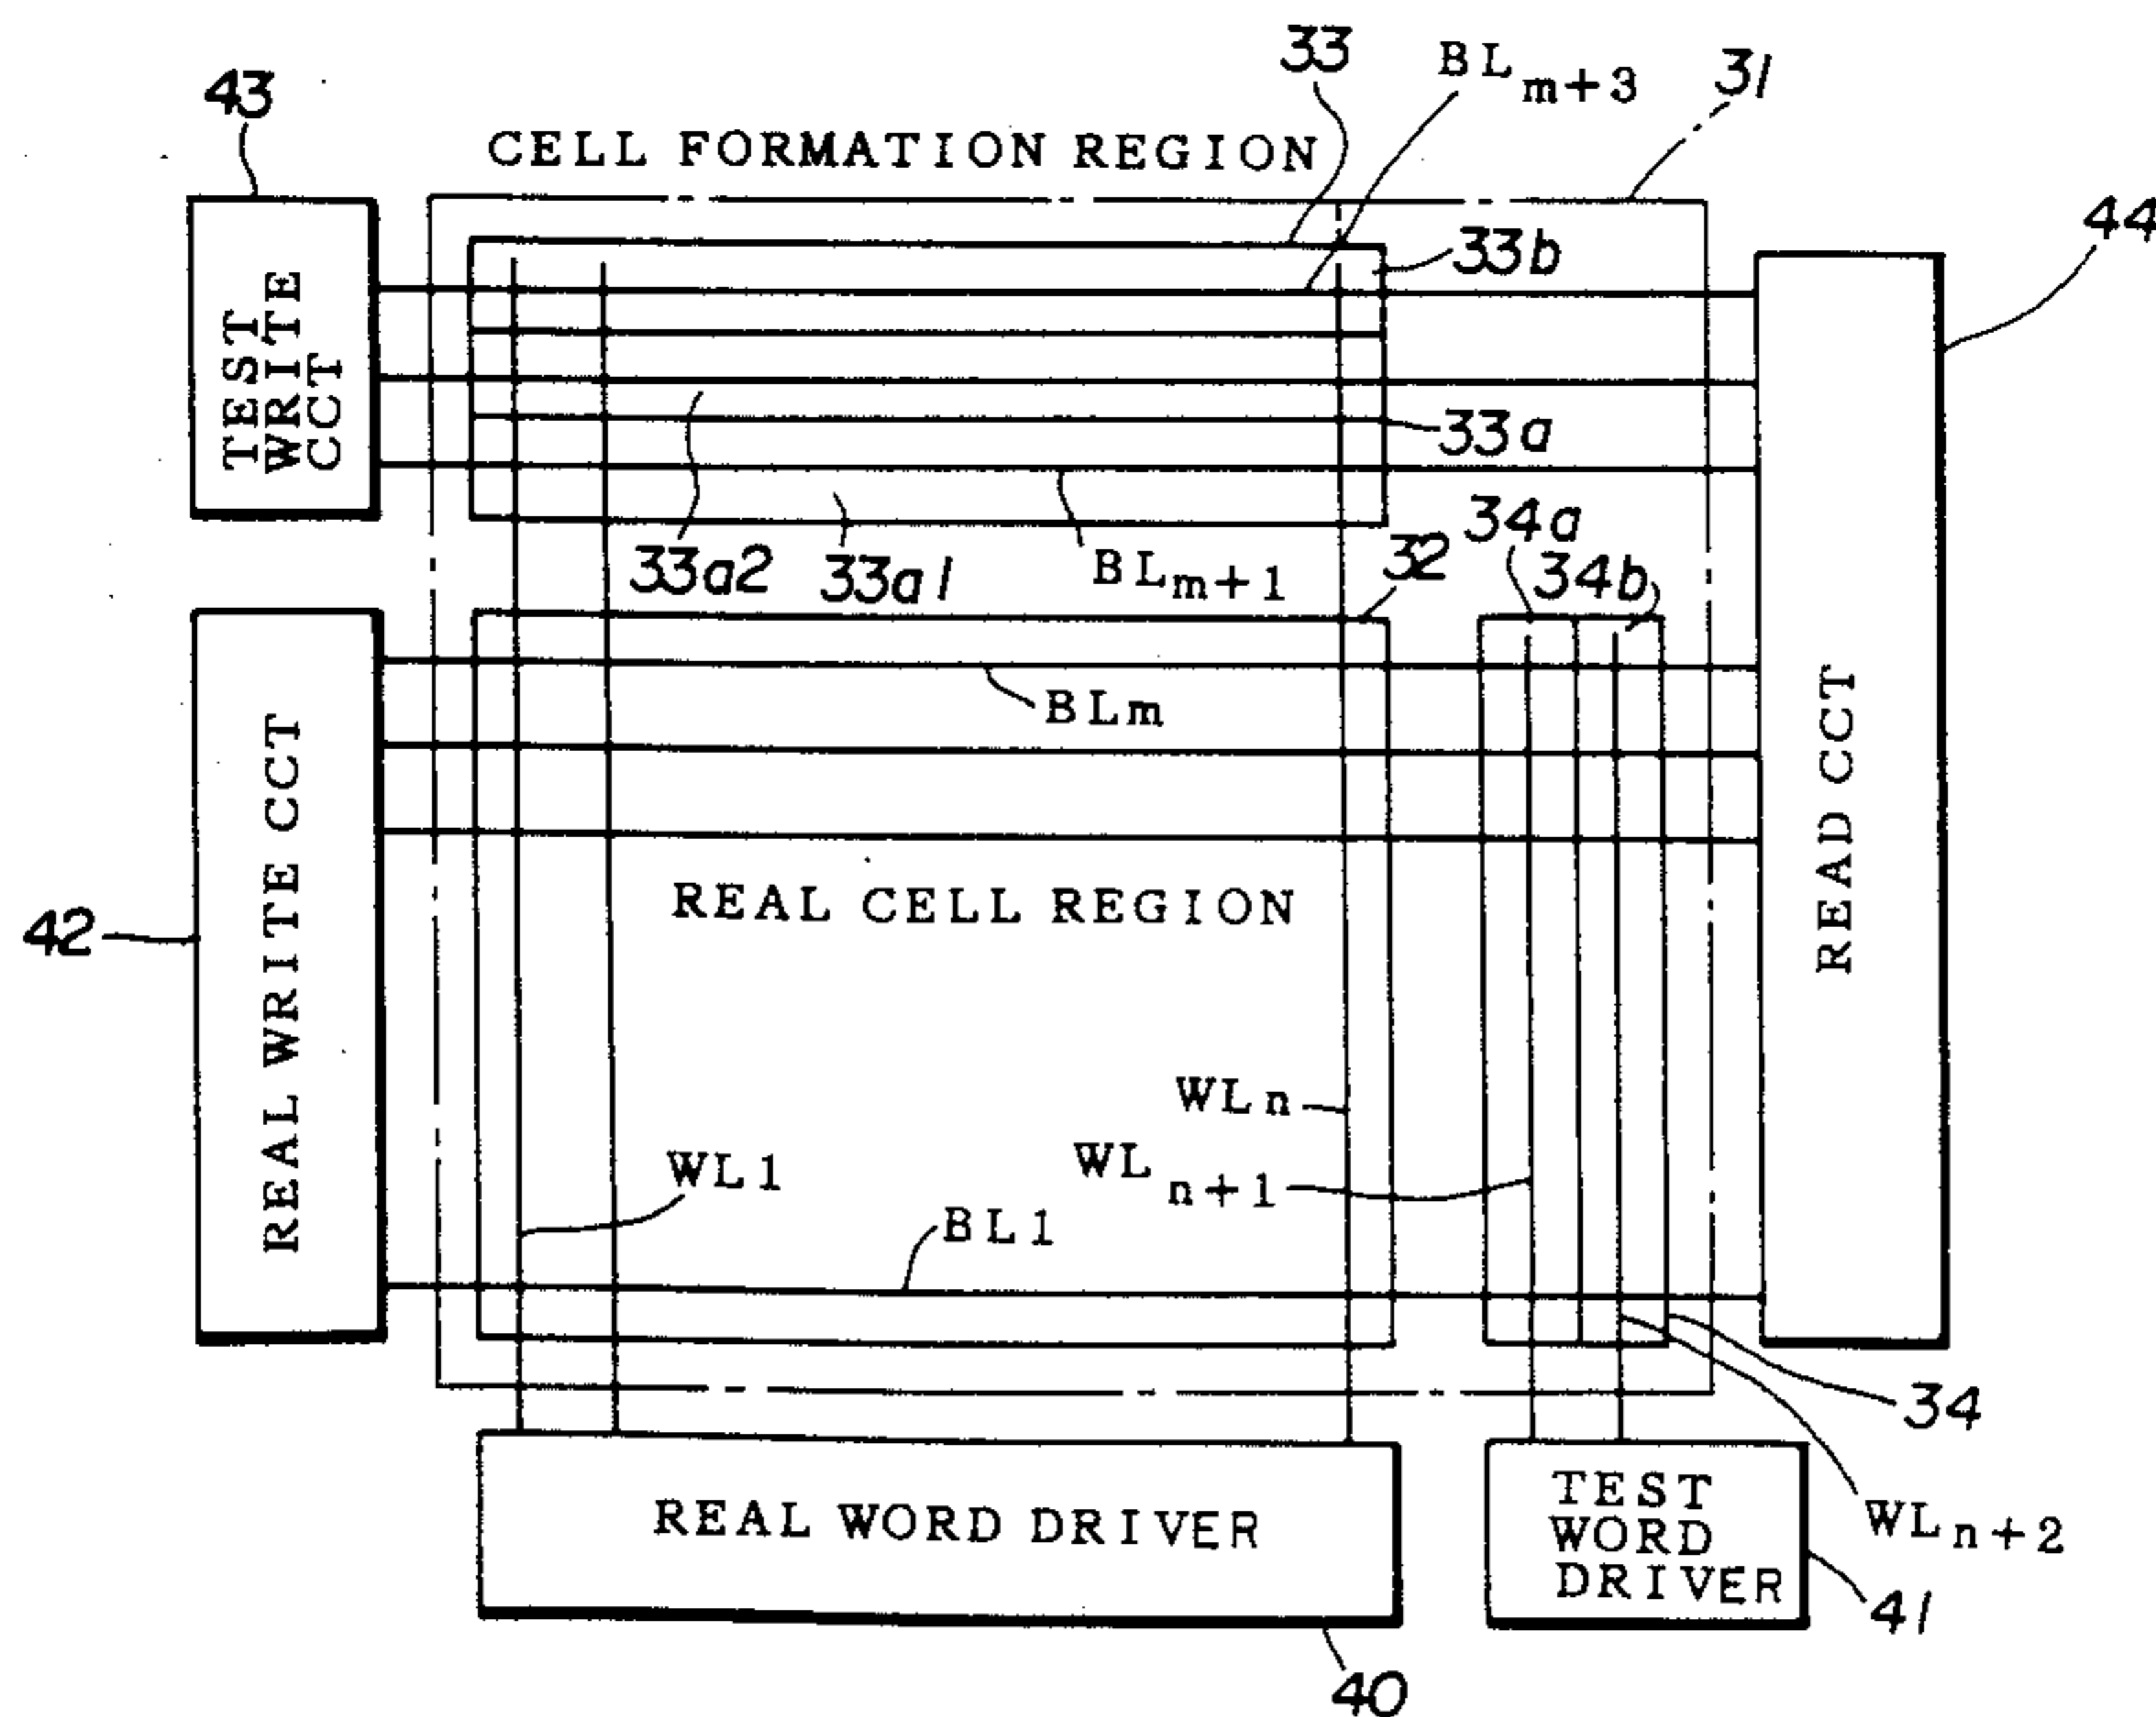 33
BLm+3
31
43
CELL FORMATION REGION
44
33b
TEST
WRITE
CCT
33a
34a
33a2
33a1
BLm+1
32
34b
BLm
REAL WRITE CCT
READ CCT
REAL CELL REGION
42
WLn
WL1
WLn+1
BL1
34
REAL WORD DRIVER
TEST
WORD
DRIVER
WLn+2
41
40